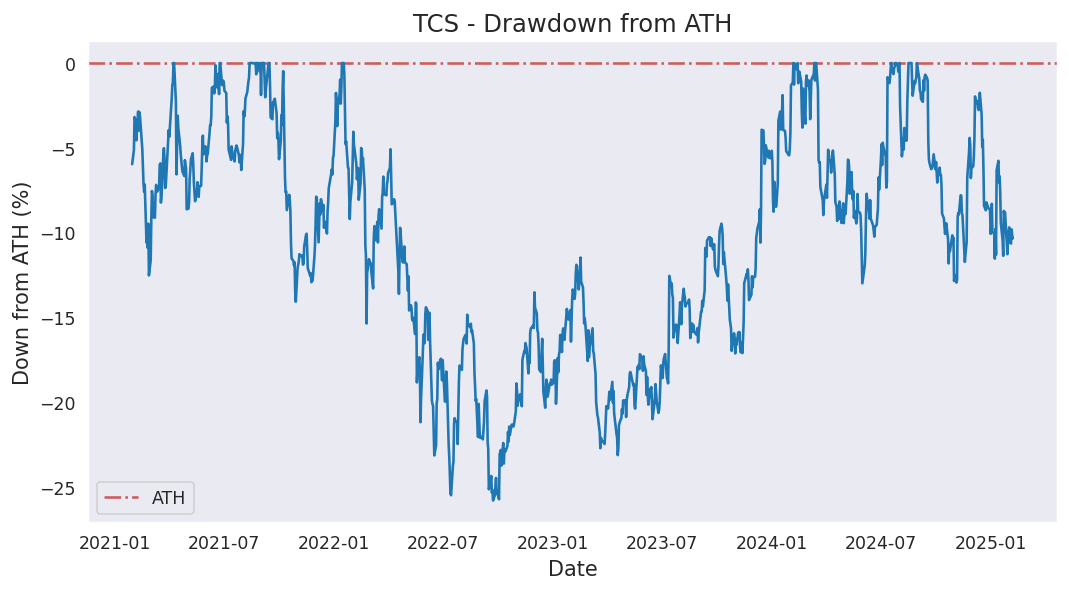 TCS - Drawdown from ATH
Down from ATH (%)
0
−5
−10
−15
−20
−25
ATH
2021-01 2021-07 2022-01 2022-07 2023-01 2023-07 2024-01 2024-07 2025-01
Date